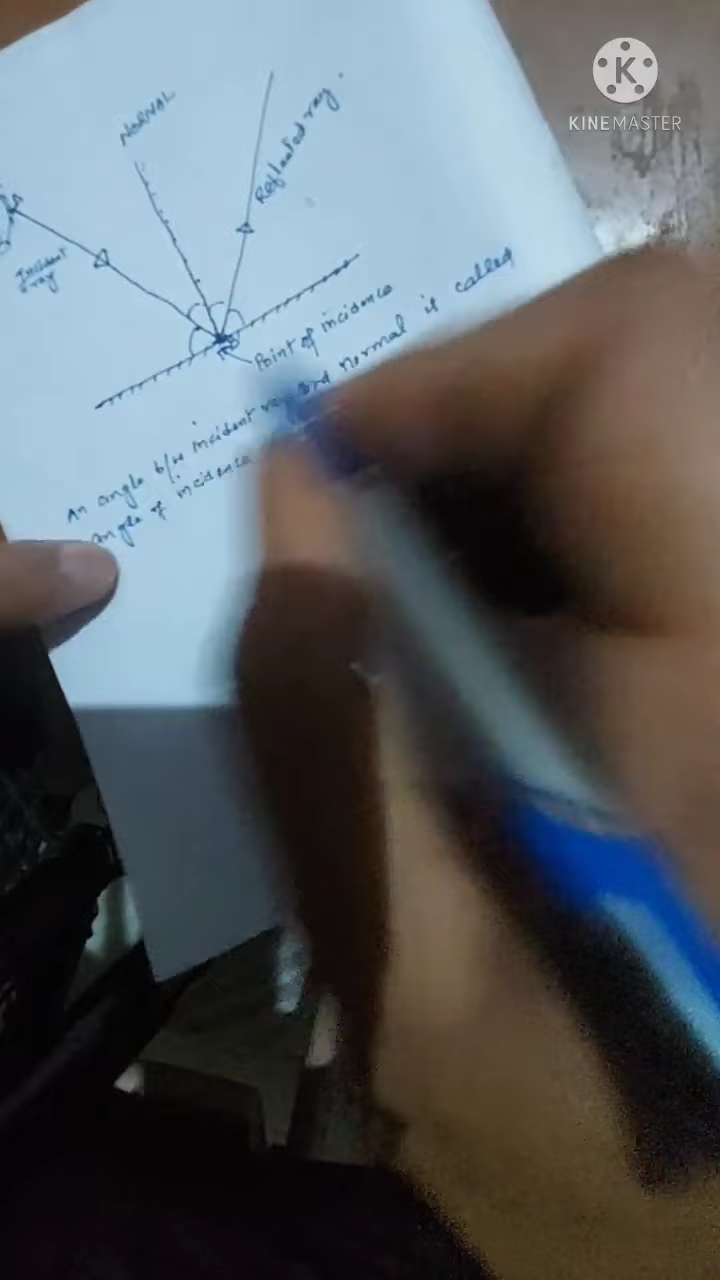 K
KINEMASTER
NORMAL
Reflected ray.
Incident
ray
Point of incidence
An angle b/w incident ray and normal is called
angle of incidence